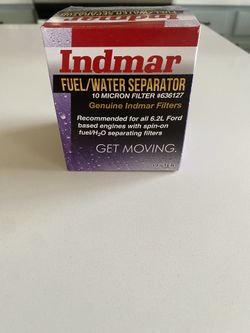 Indmar
FUEL/WATER SEPARATOR
10 MICRON FILTER #636127
Genuine Indmar Filters
Recommended for all 6.2L Ford
based engines with spin-on
fuel/H₂O separating filters
GET MOVING.